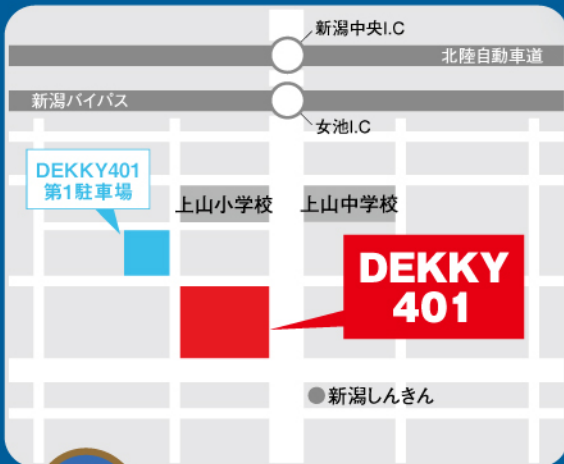 新潟中央I.C
北陸自動車道
新潟バイパス
女池I.C
DEKKY401
第1駐車場
上山小学校
上山中学校
DEKKY
401
新潟しんきん